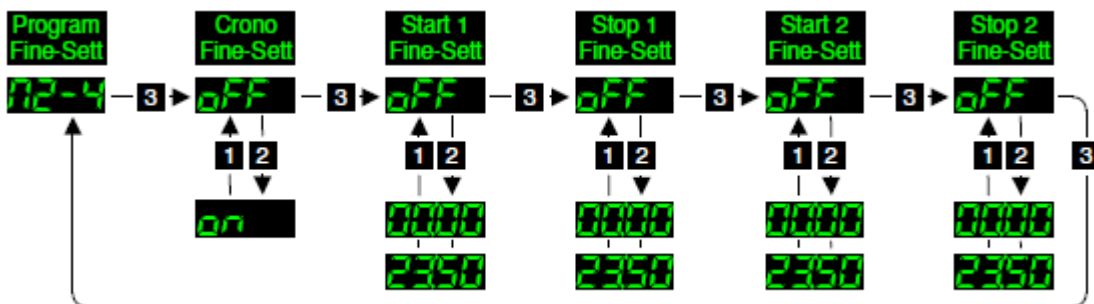 Program Crono Start 1 Stop 1 Start 2 Stop 2
Fine-Sett Fine-Sett Fine-Sett Fine-Sett Fine-Sett Fine-Sett
M2-4 3 oFF 3 oFF 3 oFF 3 oFF 3 oFF
1 2 1 2 1 2 1 2 1 2 3
on 00.00 00.00 00.00 00.00
23.50 23.50 23.50 23.50